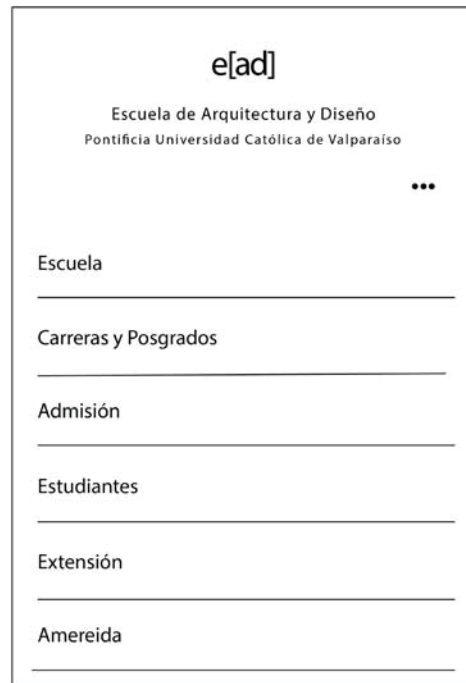 e[ad]
Escuela de Arquitectura y Diseño
Pontificia Universidad Católica de Valparaíso
•••
Escuela
Carreras y Posgrados
Admisión
Estudiantes
Extensión
Amereida